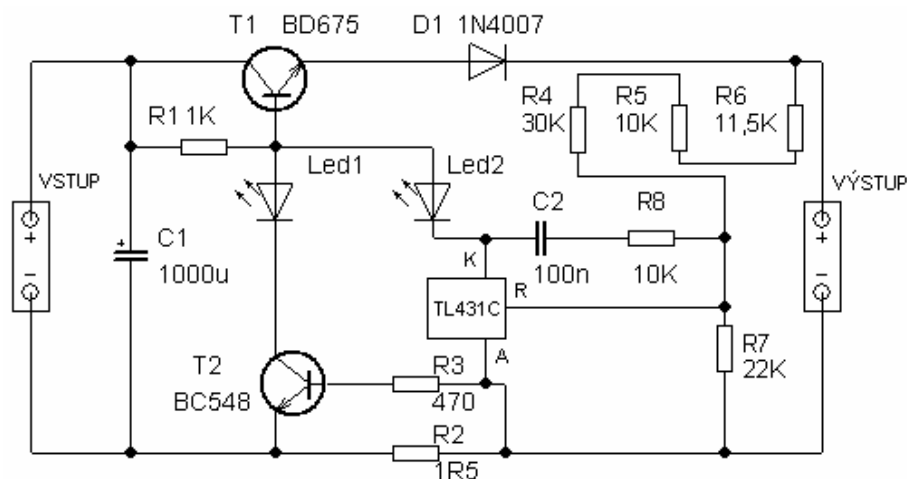 T1 BD675
D1 1N4007
R4
30K
R5
10K
R6
11,5K
R1 1K
VSTUP
+
−
+
C1
1000u
Led1
Led2
C2
100n
R8
10K
VÝSTUP
+
−
K
R
TL431C
A
R7
22K
T2
BC548
R3
470
R2
1R5